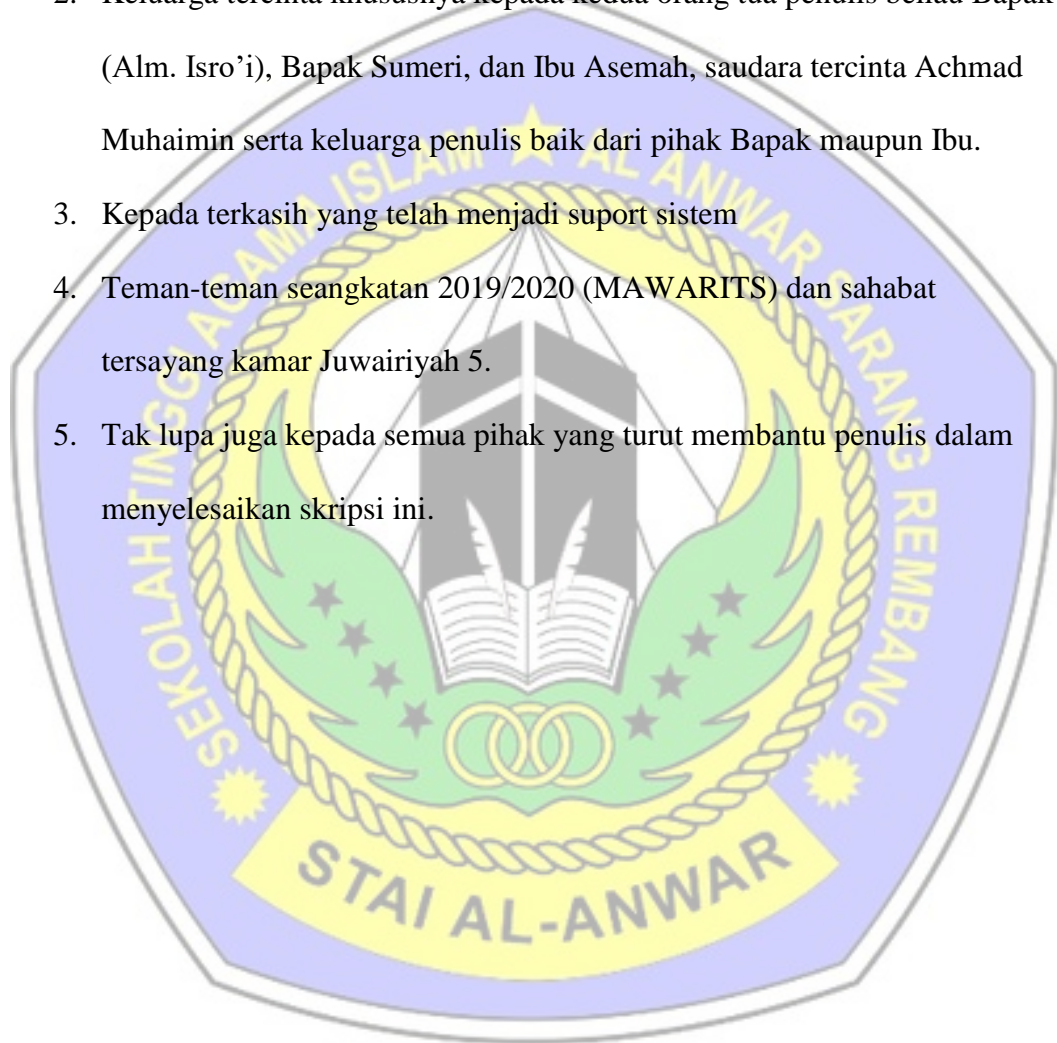 2. Keluarga tercinta khususnya kepada kedua orang tua penulis beliau Bapak
(Alm. Isro’i), Bapak Sumeri, dan Ibu Asemah, saudara tercinta Achmad
Muhaimin serta keluarga penulis baik dari pihak Bapak maupun Ibu.
3. Kepada terkasih yang telah menjadi suport sistem
4. Teman-teman seangkatan 2019/2020 (MAWARITS) dan sahabat
tersayang kamar Juwairiyah 5.
5. Tak lupa juga kepada semua pihak yang turut membantu penulis dalam
menyelesaikan skripsi ini.
SEKOLAH TINGGI AGAMA ISLAM ★ AL ANWAR SARANG REMBANG
STAI AL-ANWAR